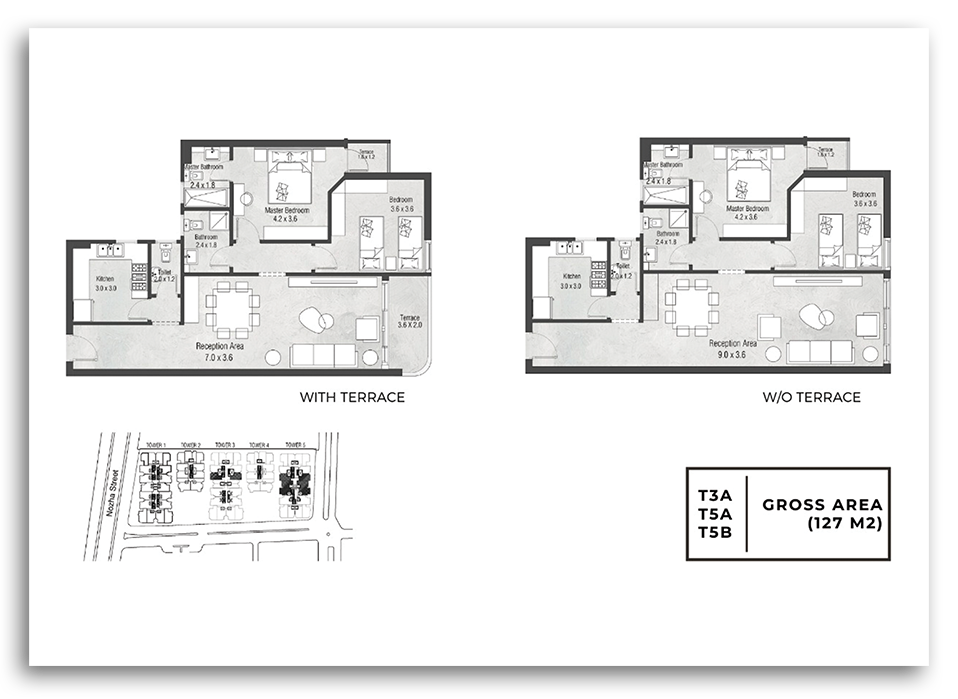 Terrace
1.8 x 1.2
Master Bathroom
2.4 x 1.8
Master Bedroom
4.2 x 3.6
Bedroom
3.6 x 3.6
Bathroom
2.4 x 1.8
Kitchen
3.0 x 3.0
Toilet
2.0 x 1.2
Terrace
3.6 X 2.0
Reception Area
7.0 x 3.6
WITH TERRACE
Terrace
1.8 x 1.2
Master Bathroom
2.4 x 1.8
Master Bedroom
4.2 x 3.6
Bedroom
3.6 x 3.6
Bathroom
2.4 x 1.8
Kitchen
3.0 x 3.0
Toilet
2.0 x 1.2
Reception Area
9.0 x 3.6
W/O TERRACE
TOWER 1
TOWER 2
TOWER 3
TOWER 4
TOWER 5
Nozha Street
T3A
T5A
T5B
GROSS AREA
(127 M2)